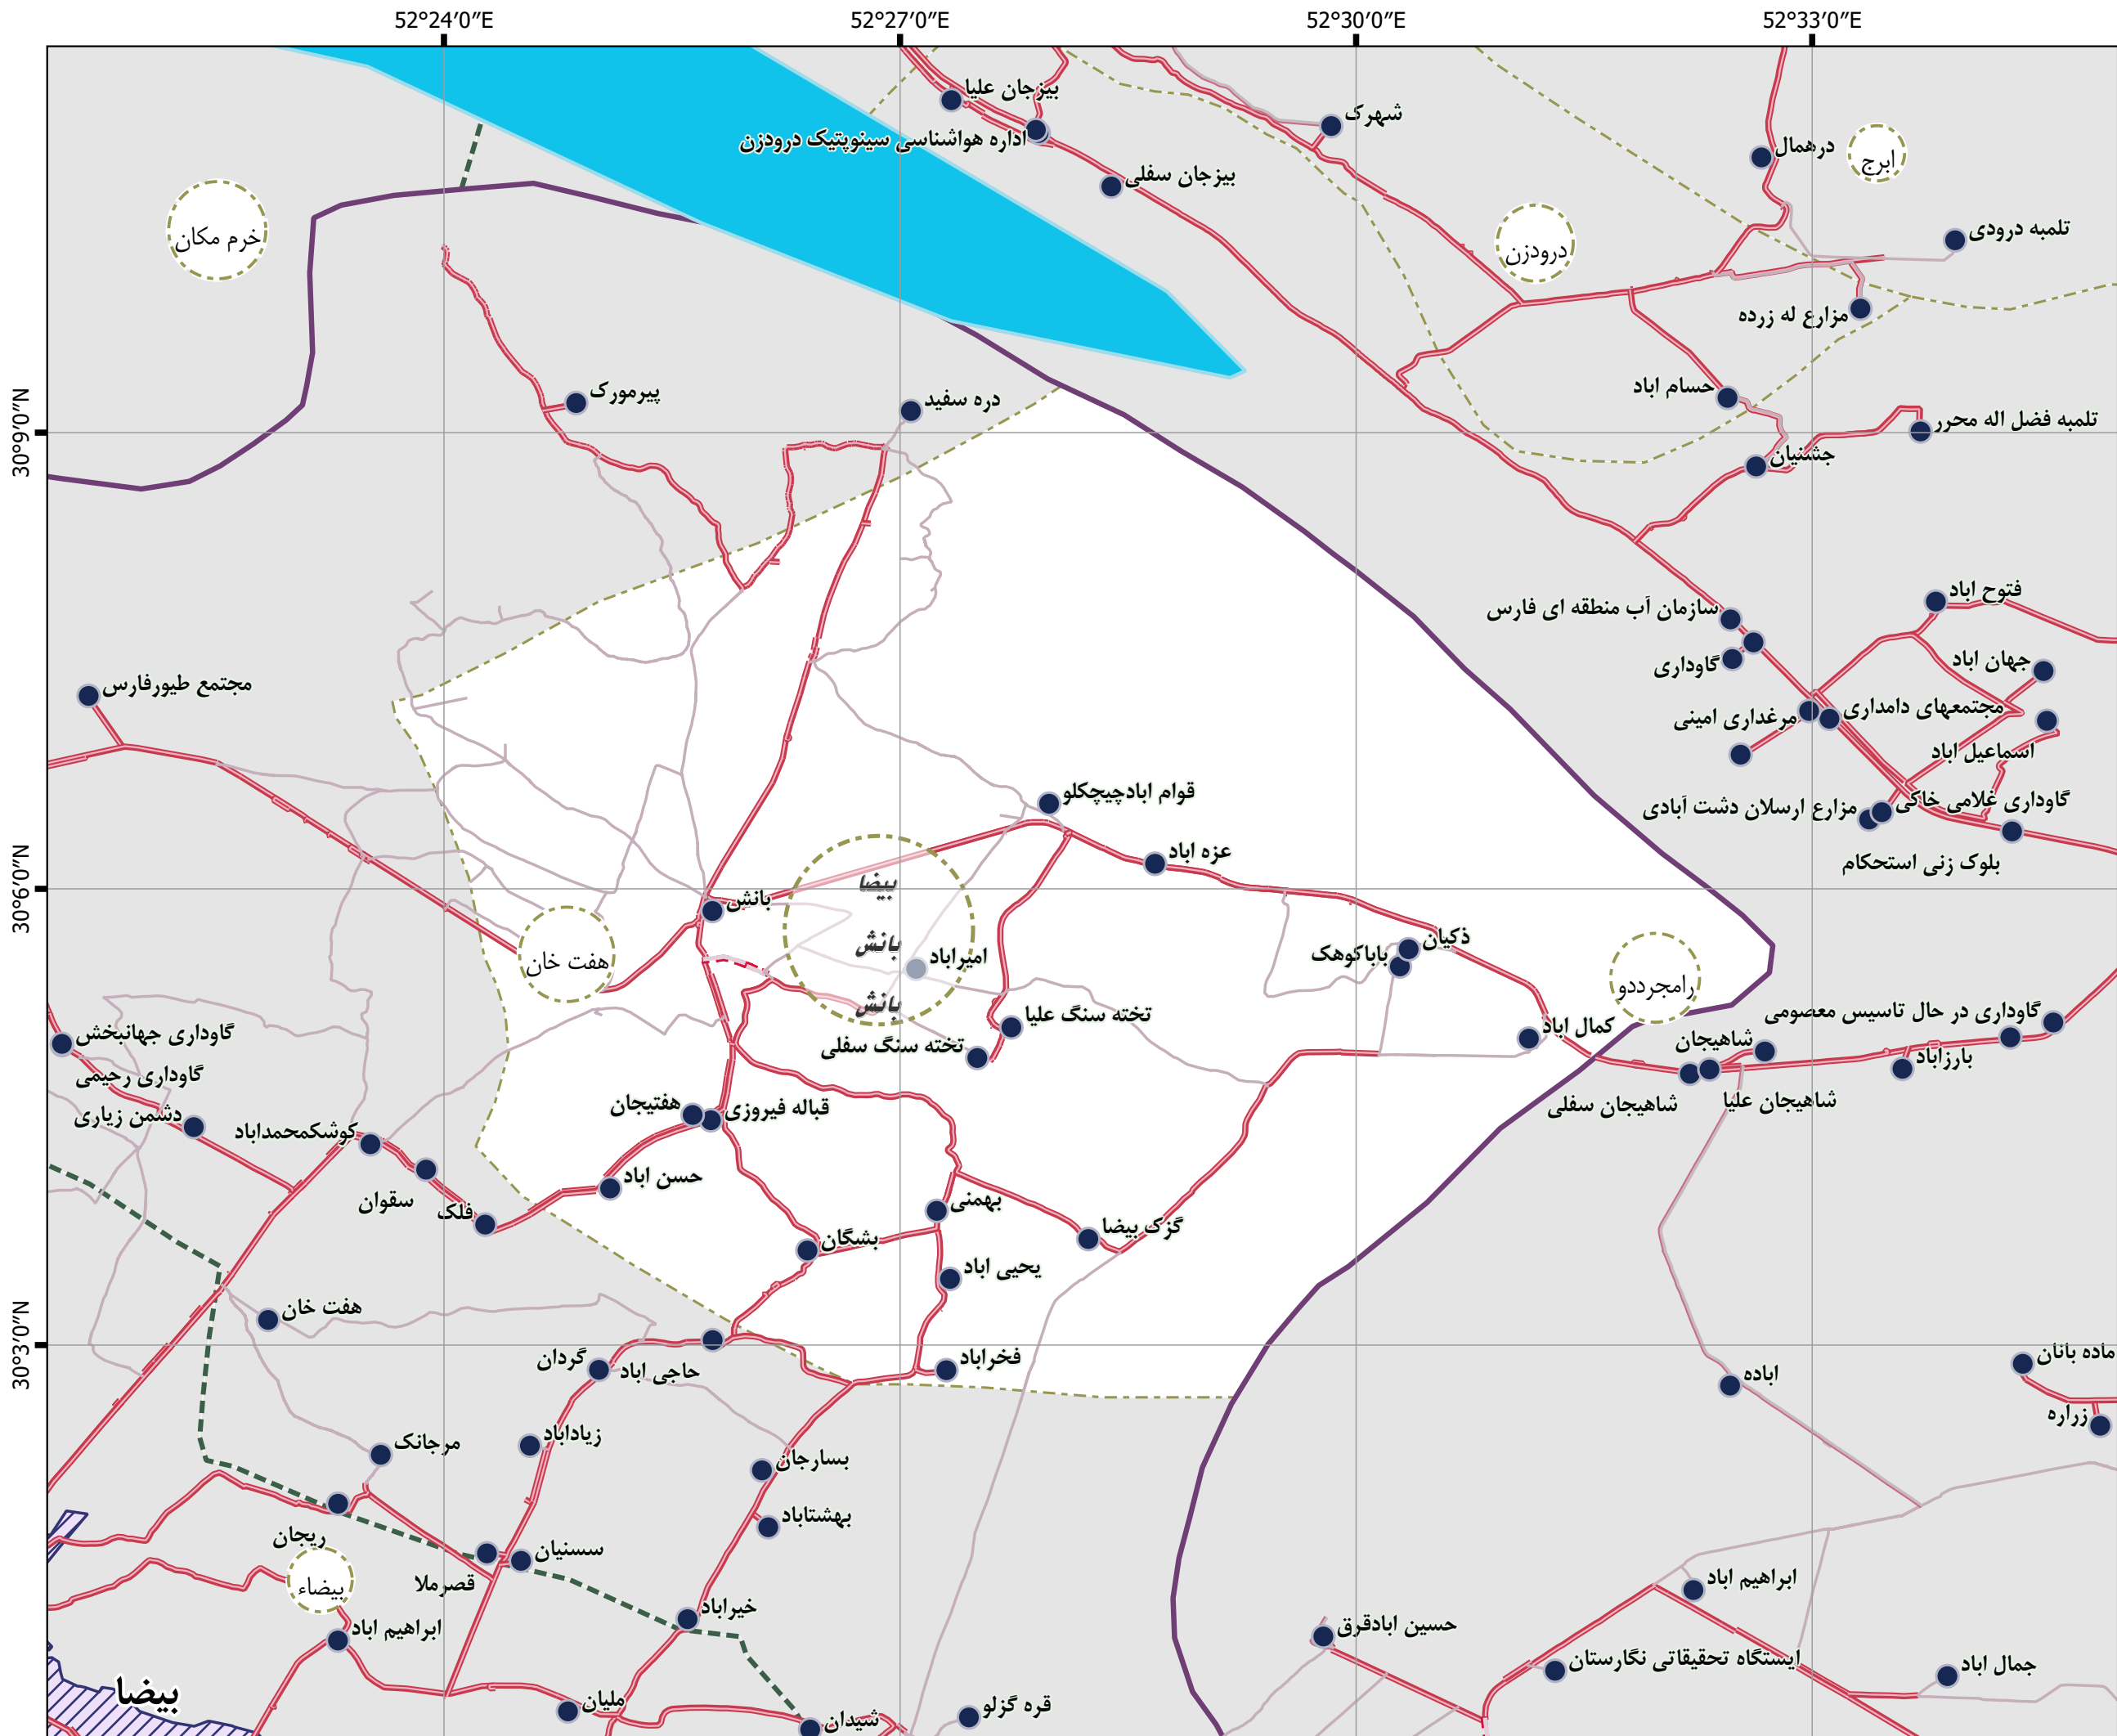 52°24′0″E
52°27′0″E
52°30′0″E
52°33′0″E
بیزجان علیا
شهرک
اداره هواشناسی سینوپتیک درودزن
درهمال
ابرج
بیزجان سفلی
خرم مکان
درودزن
تلمبه درودی
مزارع له زرده
پیرمورک
دره سفید
حسام اباد
تلمبه فضل اله محرر
30°9′0″N
جشنیان
فتوح اباد
سازمان آب منطقه ای فارس
گاوداری
جهان اباد
مجتمع طیورفارس
مجتمعهای دامداری
مرغداری امینی
اسماعیل اباد
قوام ابادچیچکلو
گاوداری غلامی خاکی
مزارع ارسلان دشت آبادی
عزه اباد
بلوک زنی استحکام
30°6′0″N
بیضا
بانش
بانش
ذکیان
باباکوهک
امیراباد
هفت خان
رامجرددو
بانش
تخته سنگ علیا
گاوداری در حال تاسیس معصومی
کمال اباد
گاوداری جهانبخش
تخته سنگ سفلی
شاهیجان
بارزاباد
گاوداری رحیمی
هفتیجان
قباله فیروزی
شاهیجان سفلی
شاهیجان علیا
دشمن زیاری
کوشکمحمداباد
حسن اباد
سقوان
فلک
بهمنی
گزک بیضا
بشگان
یحیی اباد
هفت خان
30°3′0″N
گردان
حاجی اباد
فخراباد
ماده بانان
اباده
زراره
مرجانک
زیاداباد
بسارجان
بهشتاباد
ریجان
سسنیان
قصرملا
بیضاء
ابراهیم اباد
خیراباد
ابراهیم اباد
حسین ابادقرق
ایستگاه تحقیقاتی نگارستان
جمال اباد
بیضا
ملیان
قره گزلو
شیدان